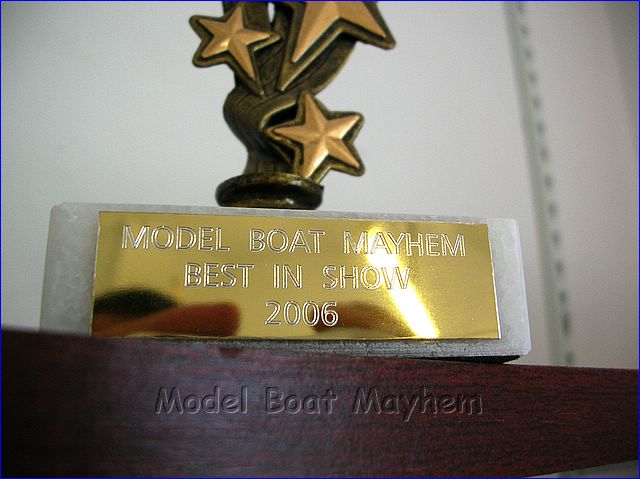 MODEL BOAT MAYHEM
BEST IN SHOW
2006
Model Boat Mayhem